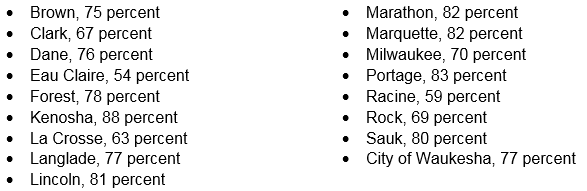 • Brown, 75 percent
• Clark, 67 percent
• Dane, 76 percent
• Eau Claire, 54 percent
• Forest, 78 percent
• Kenosha, 88 percent
• La Crosse, 63 percent
• Langlade, 77 percent
• Lincoln, 81 percent
• Marathon, 82 percent
• Marquette, 82 percent
• Milwaukee, 70 percent
• Portage, 83 percent
• Racine, 59 percent
• Rock, 69 percent
• Sauk, 80 percent
• City of Waukesha, 77 percent